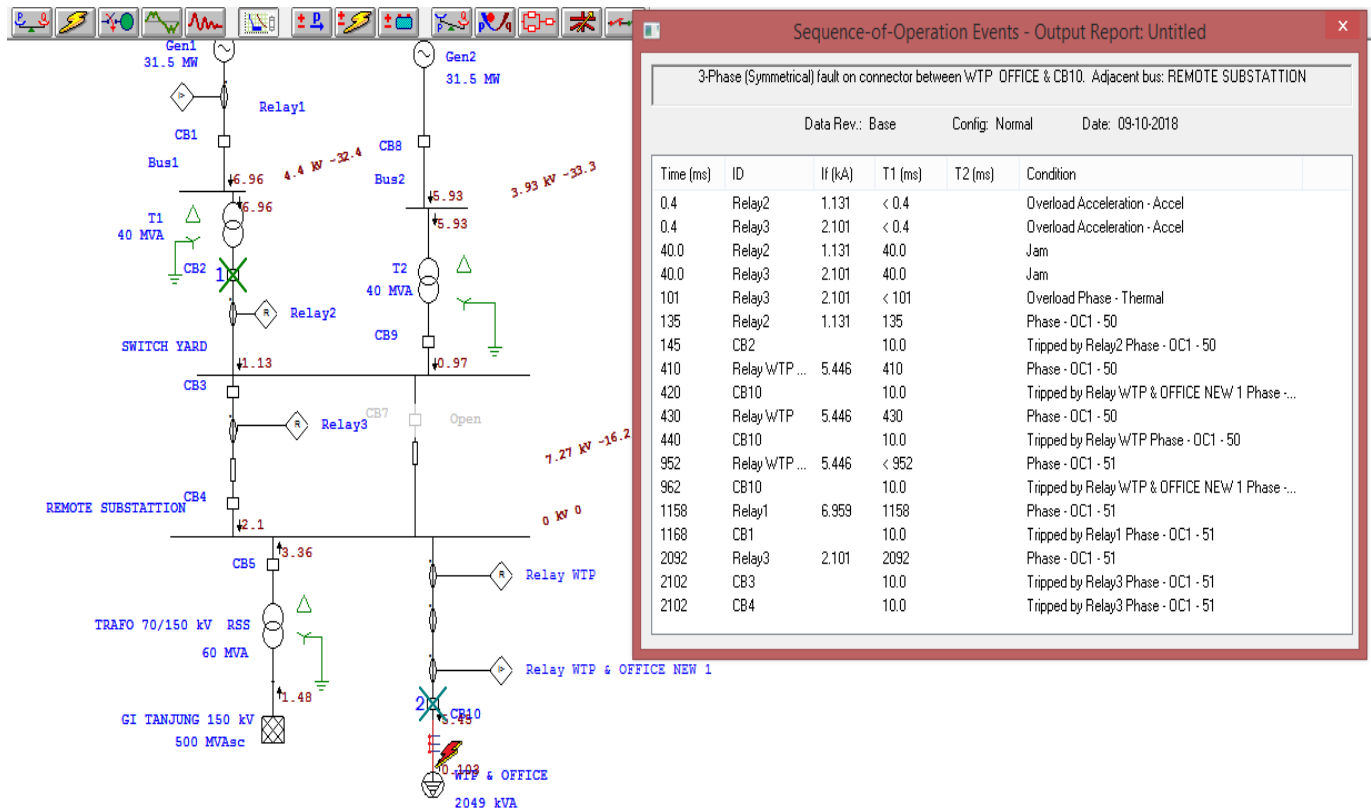 Gen1
31.5 MW
Relay1
CB1
Bus1
6.96
4.4 kV -32.4
6.96
T1
40 MVA
CB2
1
Relay2
SWITCH YARD
1.13
CB3
Relay3
CB4
REMOTE SUBSTATTION
2.1
Gen2
31.5 MW
CB8
Bus2
5.93
3.93 kV -33.3
5.93
T2
40 MVA
CB9
0.97
CB7
Open
7.27 kV -16.2
0 kV 0
3.36
CB5
TRAFO 70/150 kV RSS
60 MVA
1.48
GI TANJUNG 150 kV
500 MVAsc
Relay WTP
Relay WTP & OFFICE NEW 1
2
CB10
5.45
0.103
WTP & OFFICE
2049 kVA
Sequence-of-Operation Events - Output Report: Untitled
X
3-Phase (Symmetrical) fault on connector between WTP OFFICE & CB10. Adjacent bus: REMOTE SUBSTATTION
Data Rev.: Base Config: Normal Date: 09-10-2018
Time (ms) ID If (kA) T1 (ms) T2 (ms) Condition
0.4 Relay2 1.131 < 0.4 Overload Acceleration - Accel
0.4 Relay3 2.101 < 0.4 Overload Acceleration - Accel
40.0 Relay2 1.131 40.0 Jam
40.0 Relay3 2.101 40.0 Jam
101 Relay3 2.101 < 101 Overload Phase - Thermal
135 Relay2 1.131 135 Phase - OC1 - 50
145 CB2 10.0 Tripped by Relay2 Phase - OC1 - 50
410 Relay WTP ... 5.446 410 Phase - OC1 - 50
420 CB10 10.0 Tripped by Relay WTP & OFFICE NEW 1 Phase -...
430 Relay WTP 5.446 430 Phase - OC1 - 50
440 CB10 10.0 Tripped by Relay WTP Phase - OC1 - 50
952 Relay WTP ... 5.446 < 952 Phase - OC1 - 51
962 CB10 10.0 Tripped by Relay WTP & OFFICE NEW 1 Phase -...
1158 Relay1 6.959 1158 Phase - OC1 - 51
1168 CB1 10.0 Tripped by Relay1 Phase - OC1 - 51
2092 Relay3 2.101 2092 Phase - OC1 - 51
2102 CB3 10.0 Tripped by Relay3 Phase - OC1 - 51
2102 CB4 10.0 Tripped by Relay3 Phase - OC1 - 51